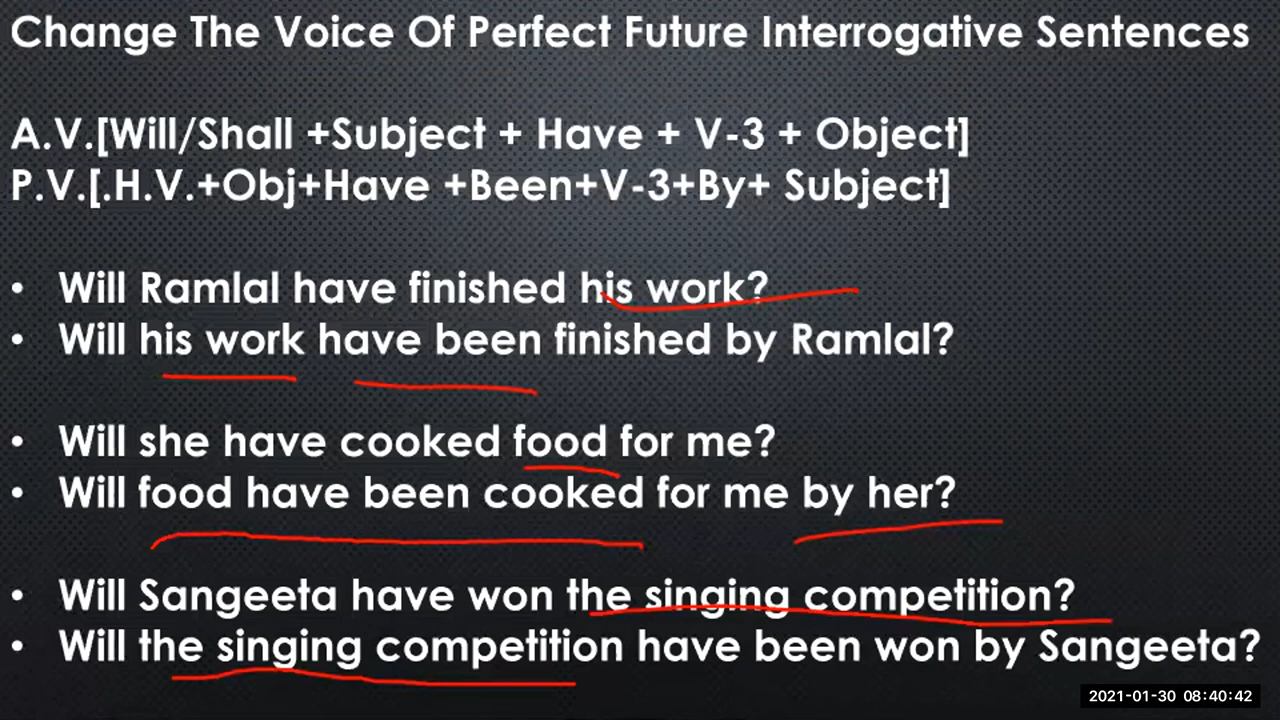 Change The Voice Of Perfect Future Interrogative Sentences
A.V.[Will/Shall +Subject + Have + V-3 + Object]
P.V.[.H.V.+Obj+Have +Been+V-3+By+ Subject]
• Will Ramlal have finished his work?
• Will his work have been finished by Ramlal?
• Will she have cooked food for me?
• Will food have been cooked for me by her?
• Will Sangeeta have won the singing competition?
• Will the singing competition have been won by Sangeeta?
2021-01-30 08:40:42